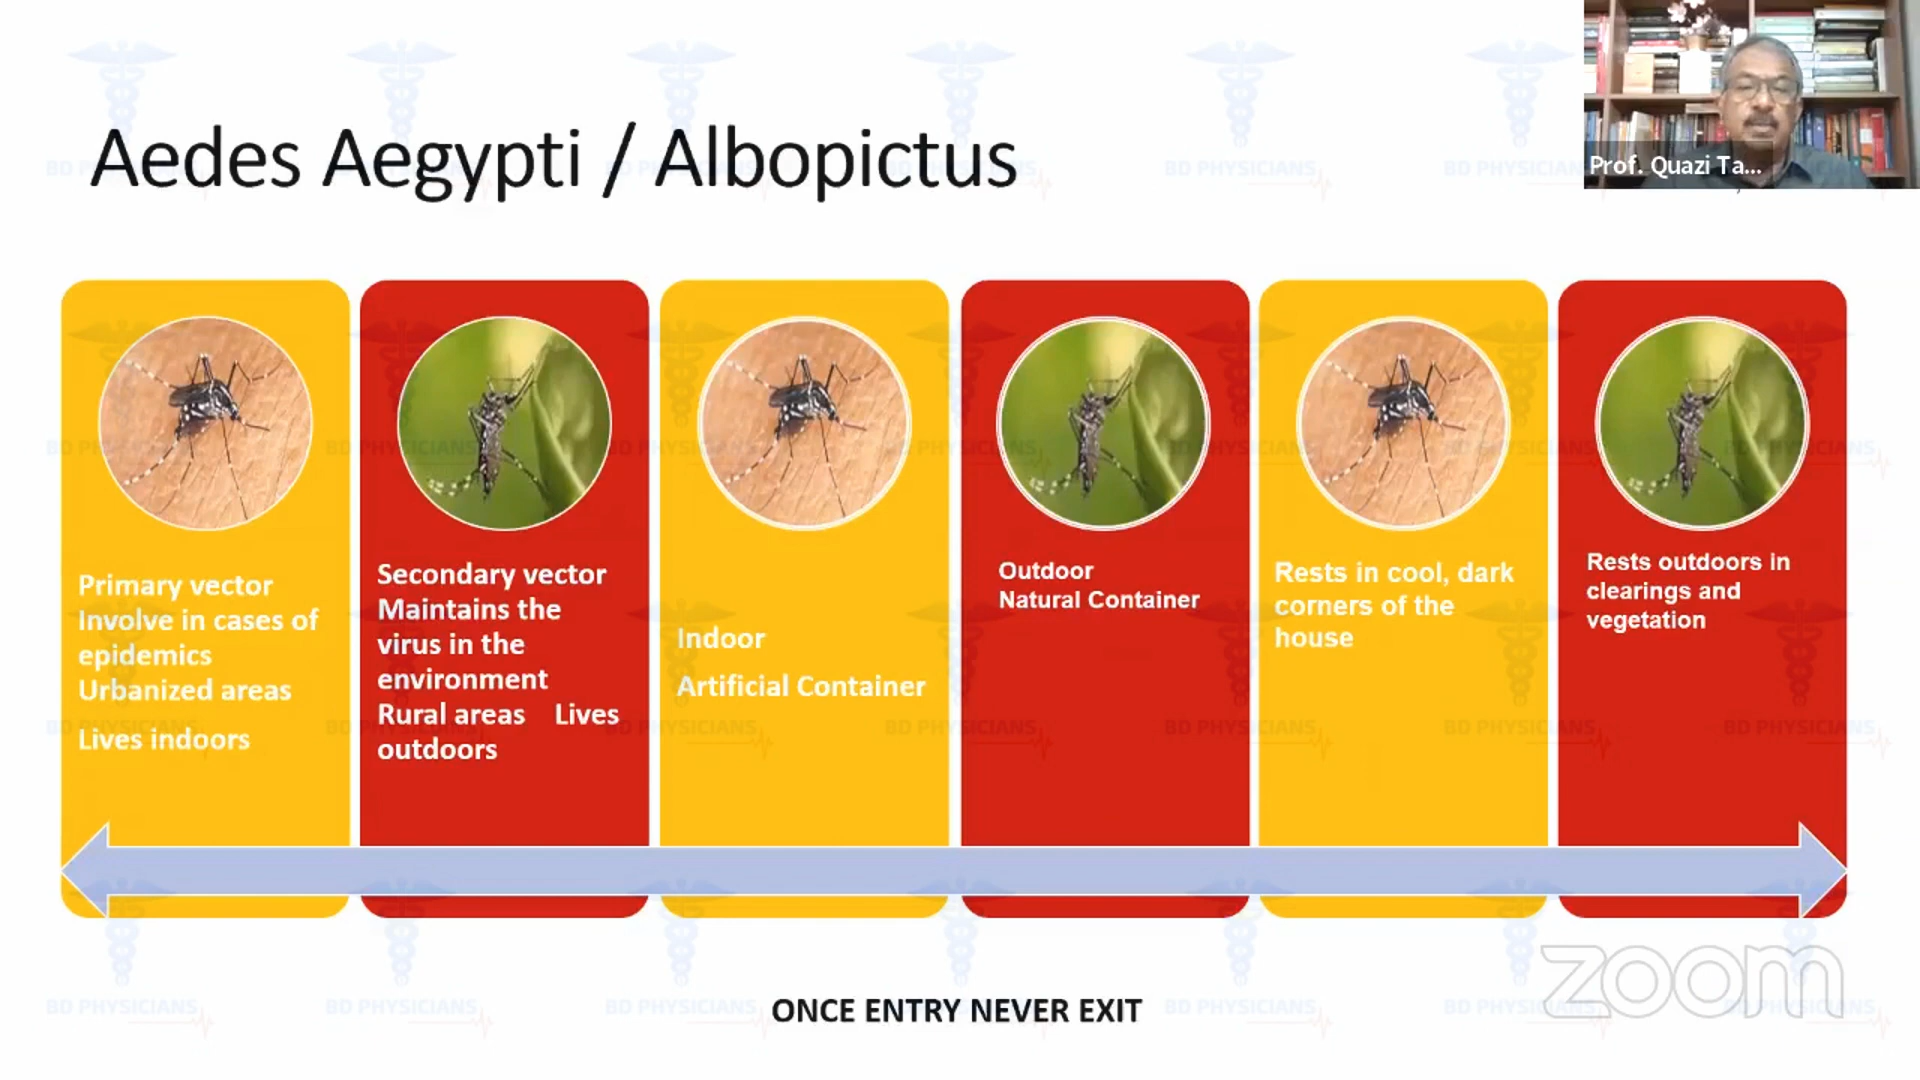 Aedes Aegypti / Albopictus
Prof. Quazi Ta...
Primary vector
Involve in cases of
epidemics
Urbanized areas
Lives indoors
Secondary vector
Maintains the
virus in the
environment
Rural areas Lives
outdoors
Indoor
Artificial Container
Outdoor
Natural Container
Rests in cool, dark
corners of the
house
Rests outdoors in
clearings and
vegetation
ONCE ENTRY NEVER EXIT
zoom
BD PHYSICIANS